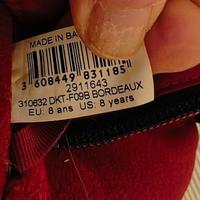 MADE IN BA
3 608449 831185
2911643
310632 DKT-F09B BORDEAUX
EU: 8 ans US: 8 years